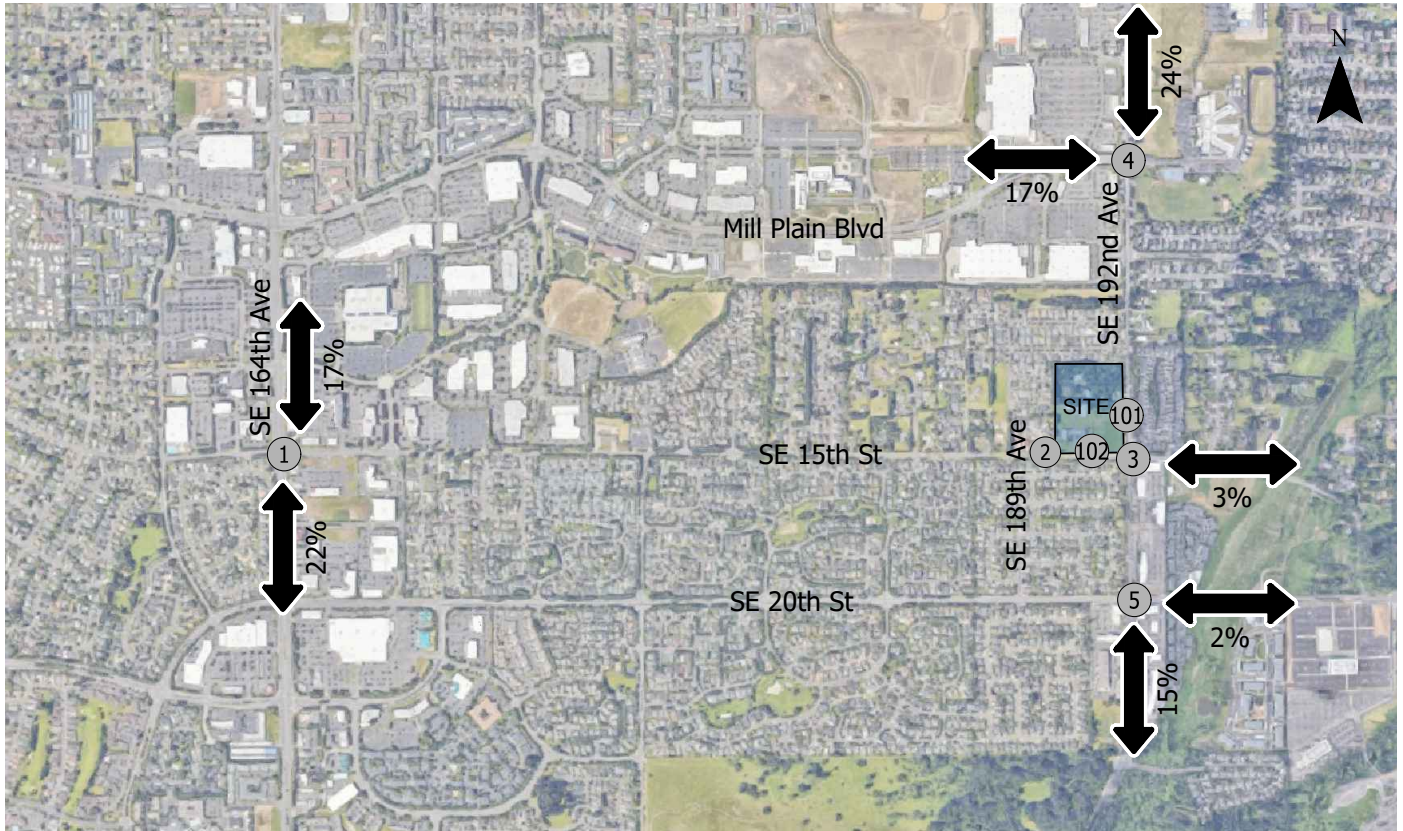 24%
N
4
17%
SE 192nd Ave
Mill Plain Blvd
SE 164th Ave
17%
SITE
101
SE 189th Ave
1
SE 15th St
2
102
3
3%
22%
SE 20th St
5
2%
15%